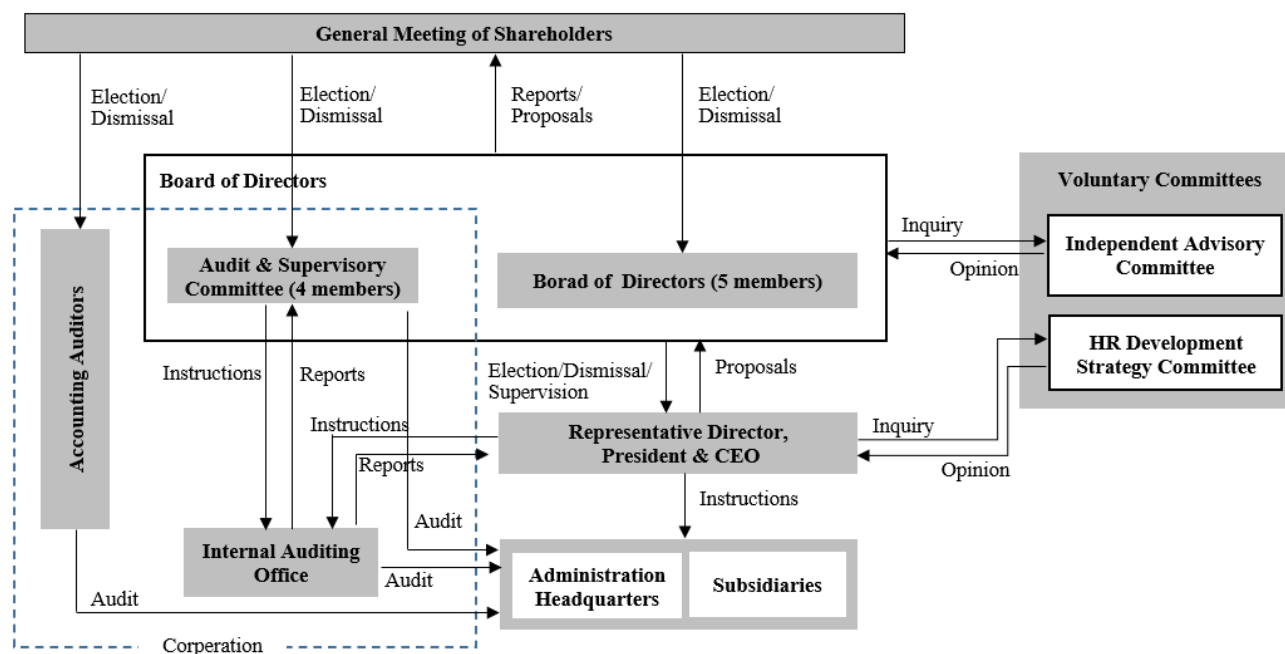 General Meeting of Shareholders
Election/
Dismissal
Election/
Dismissal
Reports/
Proposals
Election/
Dismissal
Board of Directors
Voluntary Committees
Accounting Auditors
Audit & Supervisory
Committee (4 members)
Borad of  Directors (5 members)
Inquiry
Opinion
Independent Advisory
Committee
HR Development
Strategy Committee
Instructions
Reports
Election/Dismissal/
Supervision
Proposals
Instructions
Reports
Representative Director,
President & CEO
Inquiry
Opinion
Instructions
Audit
Internal Auditing
Office
Audit
Administration
Headquarters
Subsidiaries
Audit
Corperation